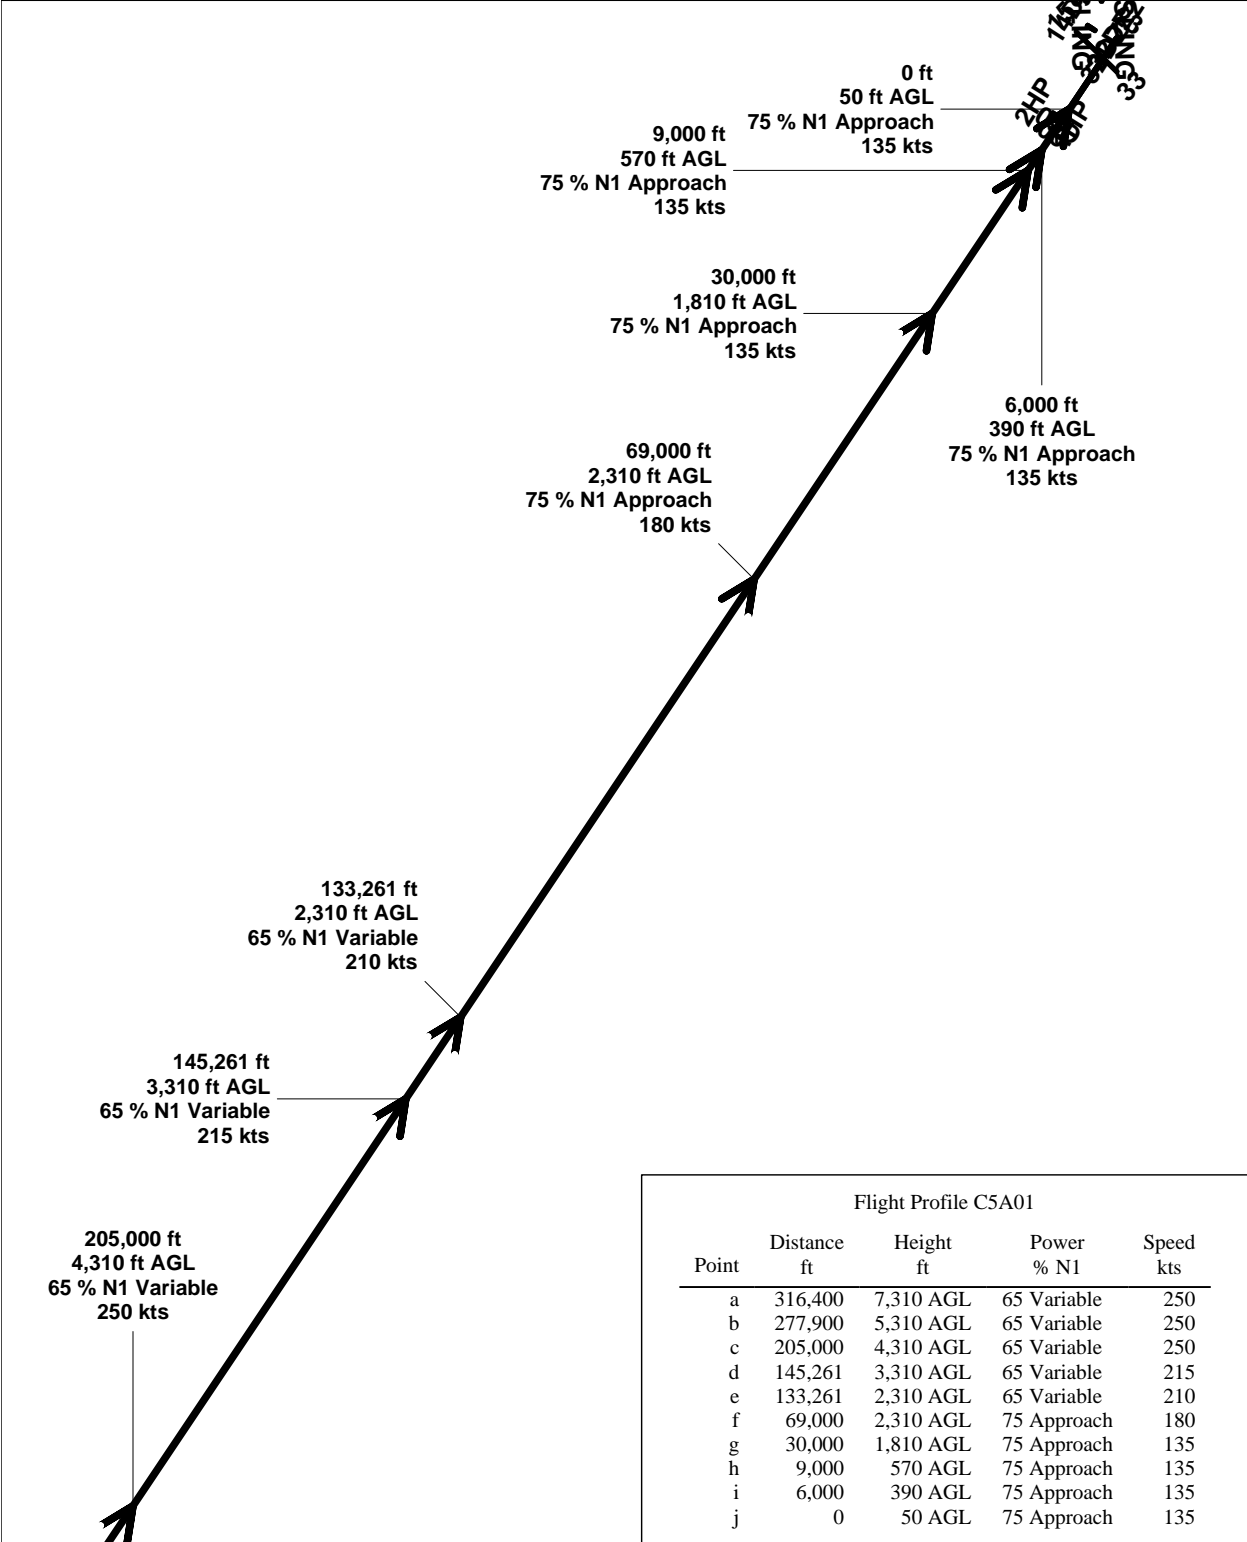 33
2HP
0 ft
50 ft AGL
75 % N1 Approach
135 kts
9,000 ft
570 ft AGL
75 % N1 Approach
135 kts
30,000 ft
1,810 ft AGL
75 % N1 Approach
135 kts
6,000 ft
390 ft AGL
75 % N1 Approach
135 kts
69,000 ft
2,310 ft AGL
75 % N1 Approach
180 kts
133,261 ft
2,310 ft AGL
65 % N1 Variable
210 kts
145,261 ft
3,310 ft AGL
65 % N1 Variable
215 kts
205,000 ft
4,310 ft AGL
65 % N1 Variable
250 kts
Flight Profile C5A01
Distance Height Power Speed
Point ft ft % N1 kts
a 316,400 7,310 AGL 65 Variable 250
b 277,900 5,310 AGL 65 Variable 250
c 205,000 4,310 AGL 65 Variable 250
d 145,261 3,310 AGL 65 Variable 215
e 133,261 2,310 AGL 65 Variable 210
f 69,000 2,310 AGL 75 Approach 180
g 30,000 1,810 AGL 75 Approach 135
h 9,000 570 AGL 75 Approach 135
i 6,000 390 AGL 75 Approach 135
j 0 50 AGL 75 Approach 135